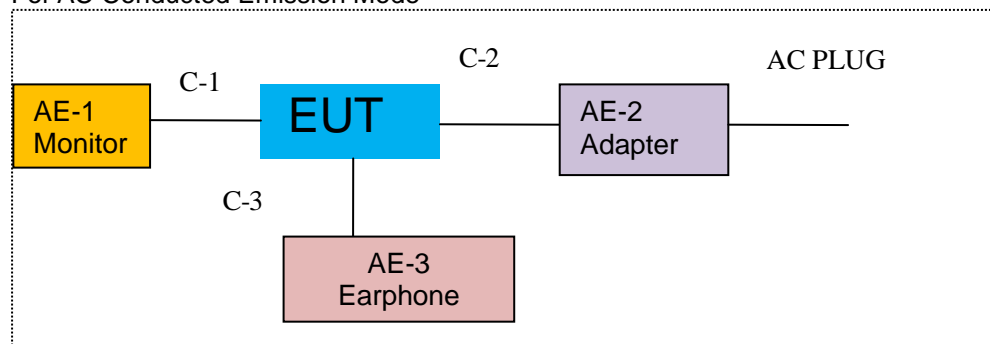 For AC Conducted Emission Mode
C-2
AC PLUG
C-1
AE-1
Monitor
EUT
AE-2
Adapter
C-3
AE-3
Earphone